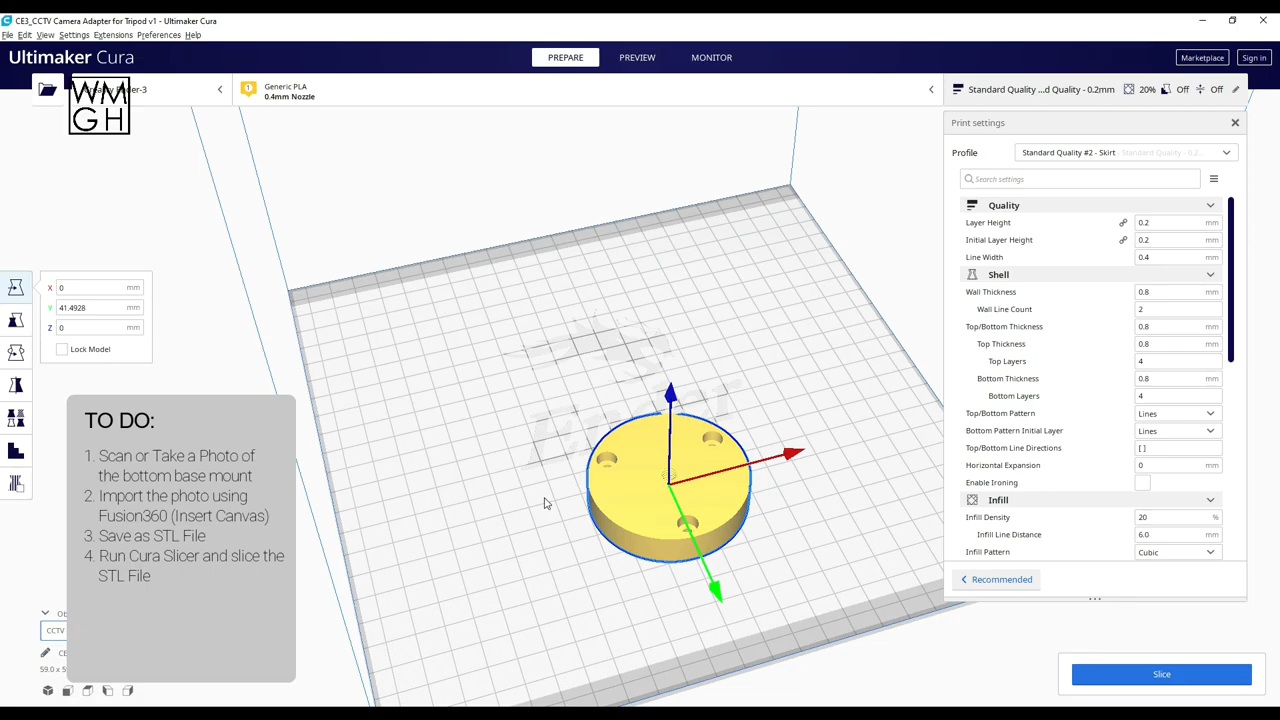 CE3_CCTV Camera Adapter for Tripod v1 - Ultimaker Cura
File Edit View Settings Extensions Preferences Help
Ultimaker Cura
PREPARE
PREVIEW
MONITOR
Marketplace
Sign in
WM
GH
1
Generic PLA
0.4mm Nozzle
Standard Quality ...d Quality - 0.2mm
20%
Off
Off
Print settings
Profile
Standard Quality #2 - Skirt Standard Quality - 0.2...
Search settings
Quality
Layer Height 0.2 mm
Initial Layer Height 0.2 mm
Line Width 0.4 mm
Shell
Wall Thickness 0.8 mm
Wall Line Count 2
Top/Bottom Thickness 0.8 mm
Top Thickness 0.8 mm
Top Layers 4
Bottom Thickness 0.8 mm
Bottom Layers 4
Top/Bottom Pattern Lines
Bottom Pattern Initial Layer Lines
Top/Bottom Line Directions [ ]
Horizontal Expansion 0 mm
Enable Ironing
Infill
Infill Density 20 %
Infill Line Distance 6.0 mm
Infill Pattern Cubic
Recommended
X 0 mm
Y 41.4928 mm
Z 0 mm
Lock Model
TO DO:
1. Scan or Take a Photo of
the bottom base mount
2. Import the photo using
Fusion360 (Insert Canvas)
3. Save as STL File
4. Run Cura Slicer and slice the
STL File
CCTV
Slice